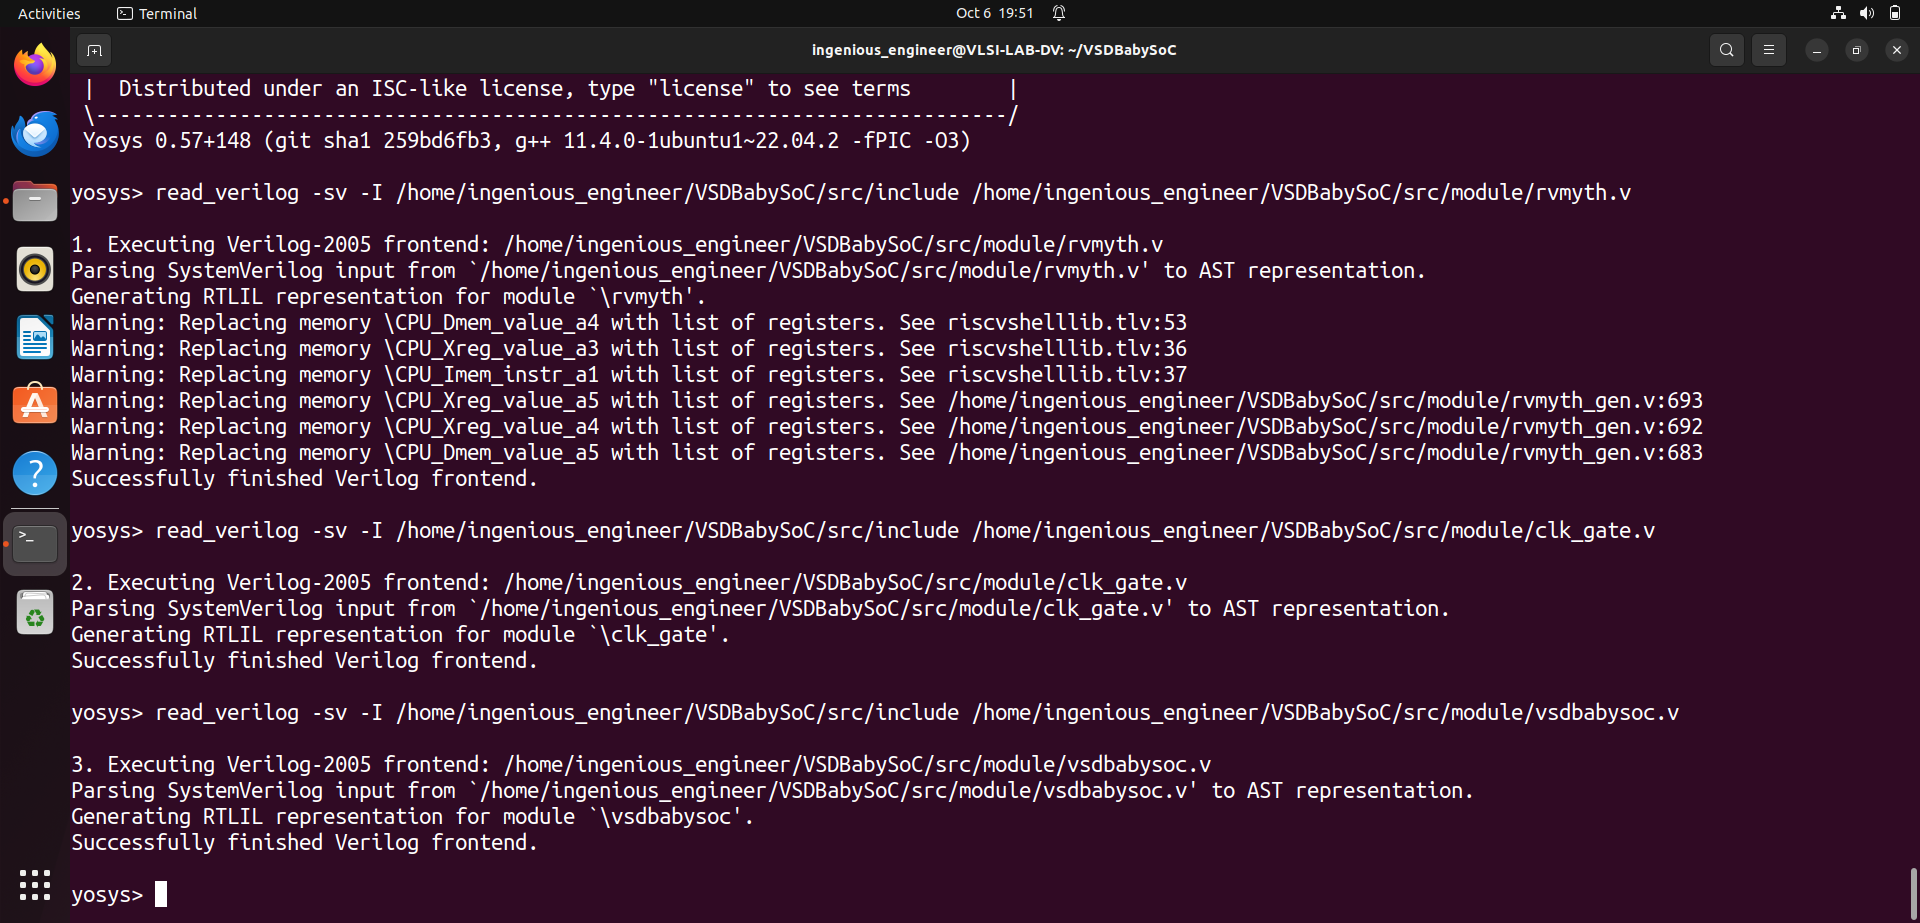 Activities
Terminal
Oct 6 19:51
ingenious_engineer@VLSI-LAB-DV: ~/VSDBabySoC
|  Distributed under an ISC-like license, type "license" to see terms        |
\----------------------------------------------------------------------------/
Yosys 0.57+148 (git sha1 259bd6fb3, g++ 11.4.0-1ubuntu1~22.04.2 -fPIC -O3)
yosys> read_verilog -sv -I /home/ingenious_engineer/VSDBabySoC/src/include /home/ingenious_engineer/VSDBabySoC/src/module/rvmyth.v
1. Executing Verilog-2005 frontend: /home/ingenious_engineer/VSDBabySoC/src/module/rvmyth.v
Parsing SystemVerilog input from `/home/ingenious_engineer/VSDBabySoC/src/module/rvmyth.v' to AST representation.
Generating RTLIL representation for module `\rvmyth'.
Warning: Replacing memory \CPU_Dmem_value_a4 with list of registers. See riscvshelllib.tlv:53
Warning: Replacing memory \CPU_Xreg_value_a3 with list of registers. See riscvshelllib.tlv:36
Warning: Replacing memory \CPU_Imem_instr_a1 with list of registers. See riscvshelllib.tlv:37
Warning: Replacing memory \CPU_Xreg_value_a5 with list of registers. See /home/ingenious_engineer/VSDBabySoC/src/module/rvmyth_gen.v:693
Warning: Replacing memory \CPU_Xreg_value_a4 with list of registers. See /home/ingenious_engineer/VSDBabySoC/src/module/rvmyth_gen.v:692
Warning: Replacing memory \CPU_Dmem_value_a5 with list of registers. See /home/ingenious_engineer/VSDBabySoC/src/module/rvmyth_gen.v:683
Successfully finished Verilog frontend.
yosys> read_verilog -sv -I /home/ingenious_engineer/VSDBabySoC/src/include /home/ingenious_engineer/VSDBabySoC/src/module/clk_gate.v
2. Executing Verilog-2005 frontend: /home/ingenious_engineer/VSDBabySoC/src/module/clk_gate.v
Parsing SystemVerilog input from `/home/ingenious_engineer/VSDBabySoC/src/module/clk_gate.v' to AST representation.
Generating RTLIL representation for module `\clk_gate'.
Successfully finished Verilog frontend.
yosys> read_verilog -sv -I /home/ingenious_engineer/VSDBabySoC/src/include /home/ingenious_engineer/VSDBabySoC/src/module/vsdbabysoc.v
3. Executing Verilog-2005 frontend: /home/ingenious_engineer/VSDBabySoC/src/module/vsdbabysoc.v
Parsing SystemVerilog input from `/home/ingenious_engineer/VSDBabySoC/src/module/vsdbabysoc.v' to AST representation.
Generating RTLIL representation for module `\vsdbabysoc'.
Successfully finished Verilog frontend.
yosys>